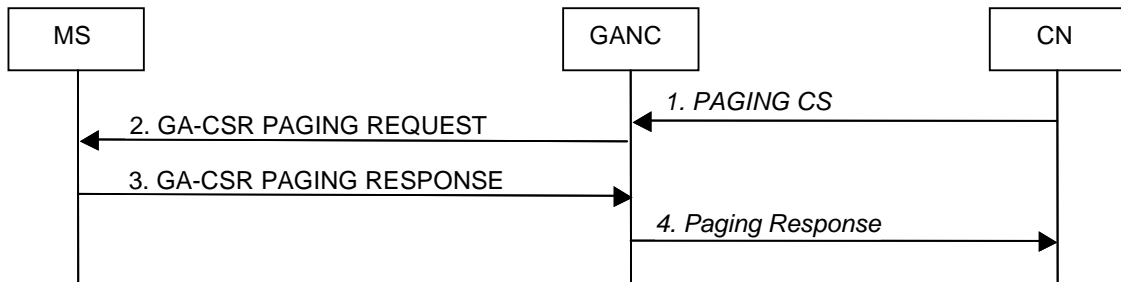 MS
GANC
CN
1. PAGING CS
2. GA-CSR PAGING REQUEST
3. GA-CSR PAGING RESPONSE
4. Paging Response